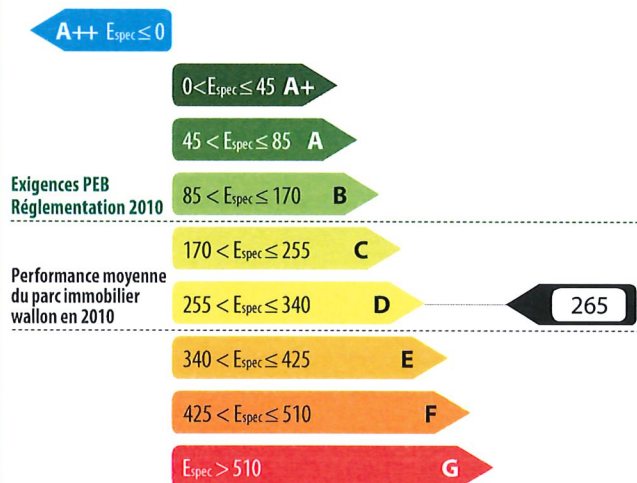 A++ Espec ≤ 0
0 < Espec ≤ 45 A+
45 < Espec ≤ 85 A
Exigences PEB
Réglementation 2010
85 < Espec ≤ 170 B
170 < Espec ≤ 255 C
Performance moyenne
du parc immobilier
wallon en 2010
255 < Espec ≤ 340 D
265
340 < Espec ≤ 425 E
425 < Espec ≤ 510 F
Espec > 510 G